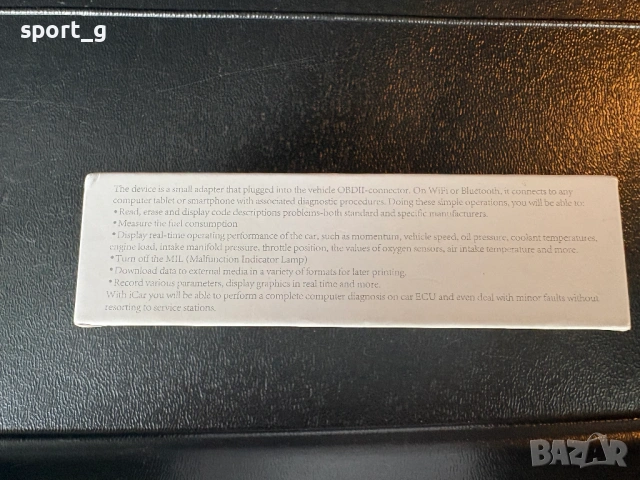 sport_g
The device is a small adapter that plugged into the vehicle OBDII-connector. On WiFi or Bluetooth, it connects to any
computer tablet or smartphone with associated diagnostic procedures. Doing these simple operations, you will be able to:
•Read, erase and display code descriptions problems-both standard and specific manufacturers.
•Measure the fuel consumption
•Display real-time operating performance of the car, such as momentum, vehicle speed, oil pressure, coolant temperatures,
engine load, intake manifold pressure, throttle position, the values of oxygen sensors, air intake temperature and more.
•Turn off the MIL (Malfunction Indicator Lamp)
•Download data to external media in a variety of formats for later printing.
•Record various parameters, display graphics in real time and more.
With iCar you will be able to perform a complete computer diagnosis on car ECU and even deal with minor faults without
resorting to service stations.
BAZAR